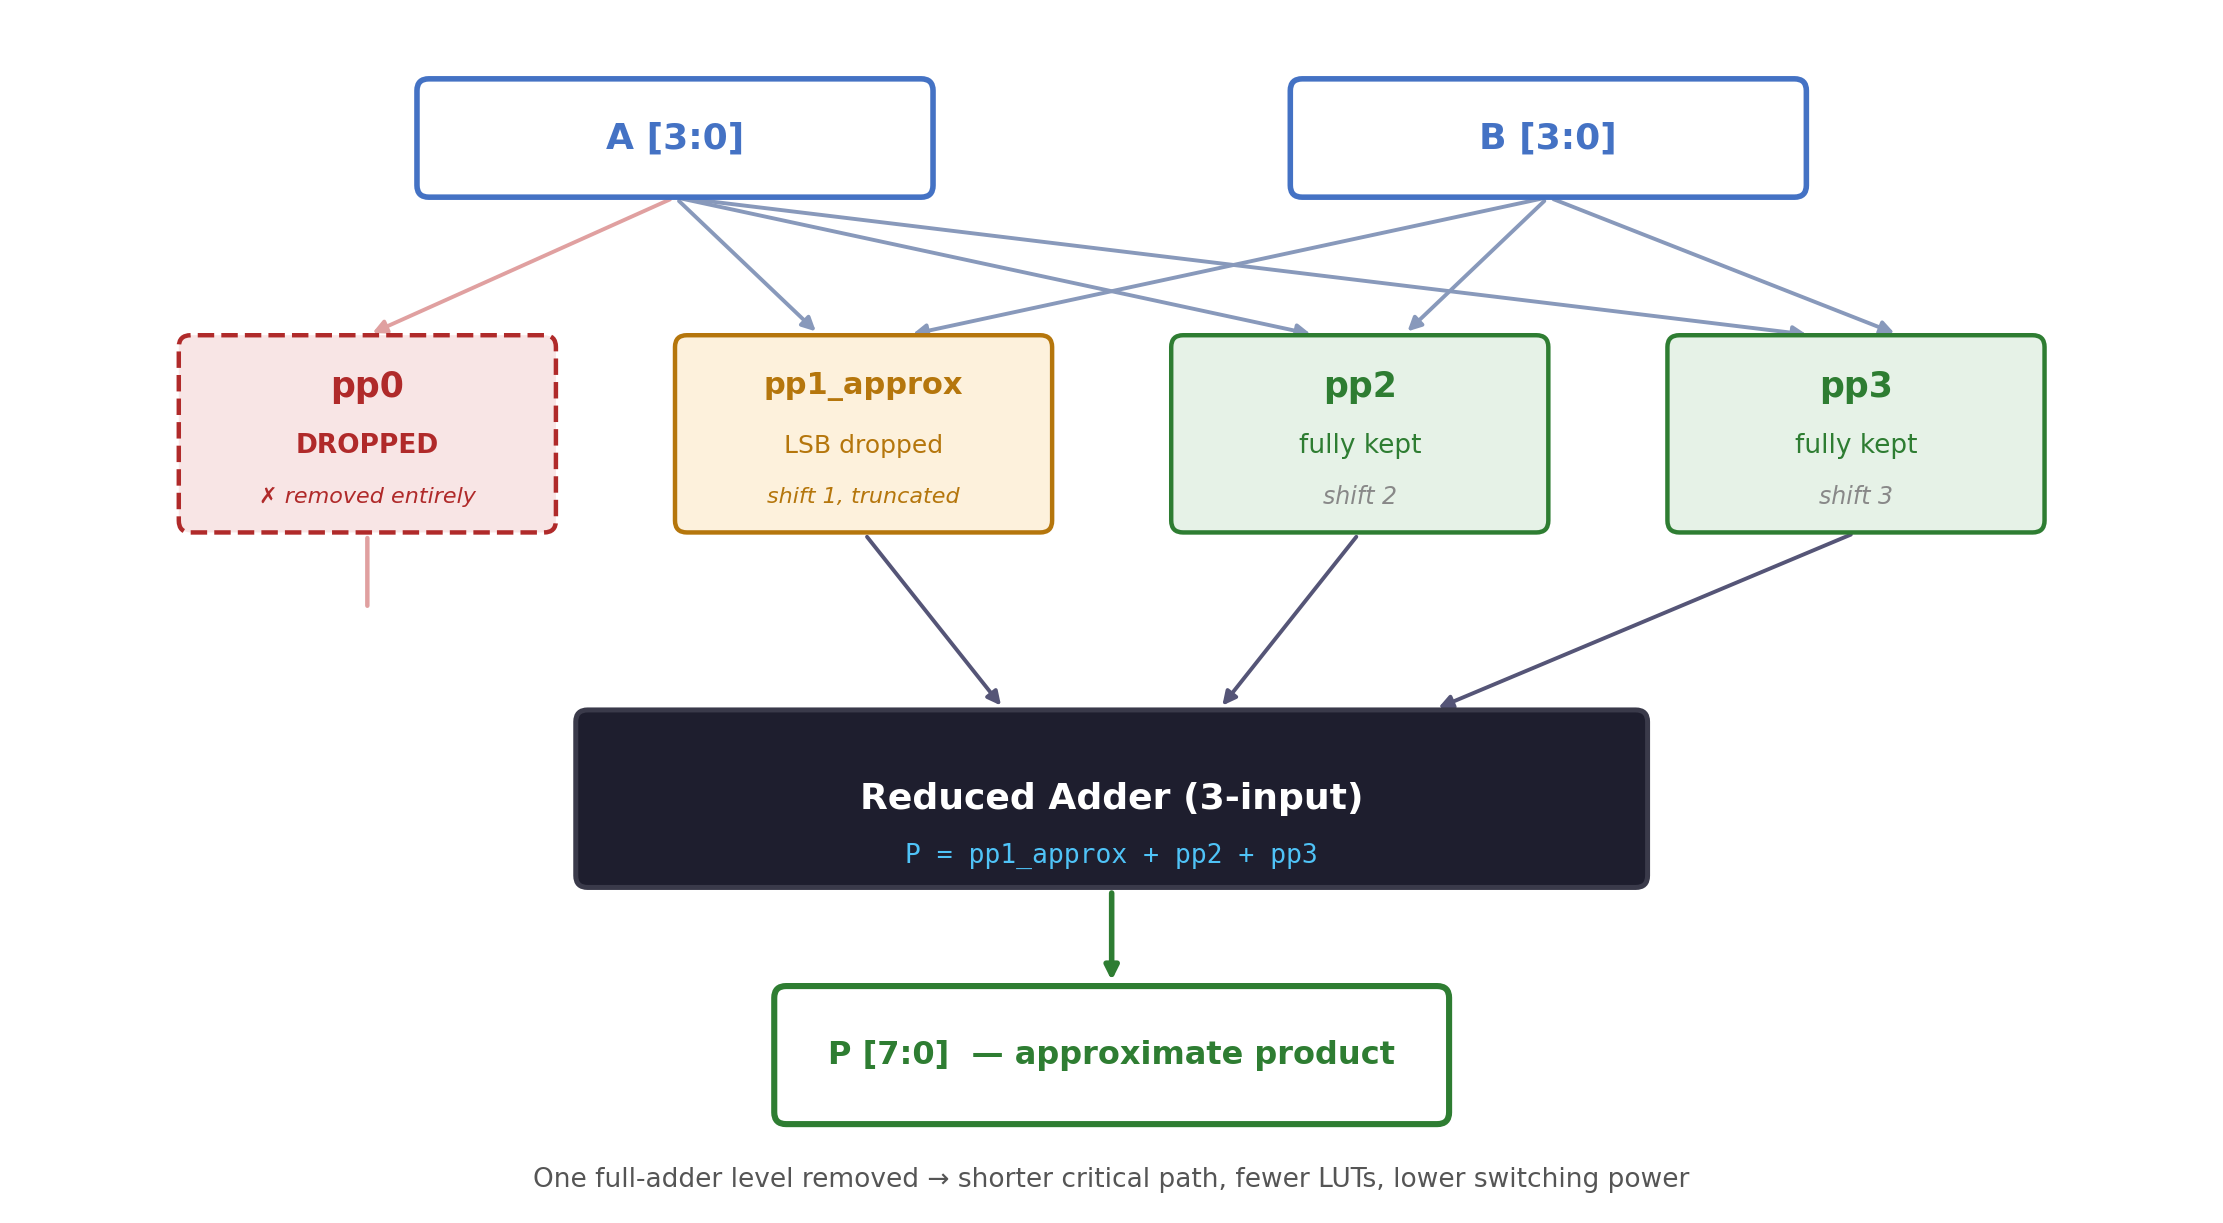 A [3:0]
B [3:0]
pp0
DROPPED
✗ removed entirely
pp1_approx
LSB dropped
shift 1, truncated
pp2
fully kept
shift 2
pp3
fully kept
shift 3
Reduced Adder (3-input)
P = pp1_approx + pp2 + pp3
P [7:0] — approximate product
One full-adder level removed → shorter critical path, fewer LUTs, lower switching power